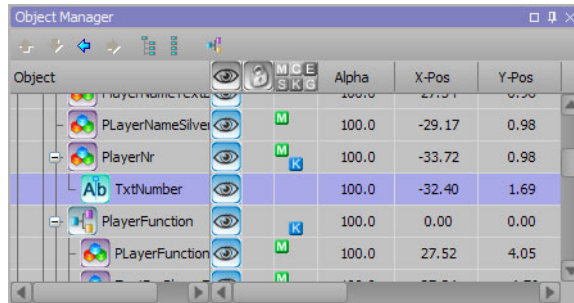 Object Manager
Object M C E S K G Alpha X-Pos Y-Pos
PLayerNameSilver M 100.0 -29.17 0.98
PlayerNr M K 100.0 -33.72 0.98
Ab TxtNumber 100.0 -32.40 1.69
PlayerFunction K 100.0 0.00 0.00
PLayerFunction M 100.0 27.52 4.05
M